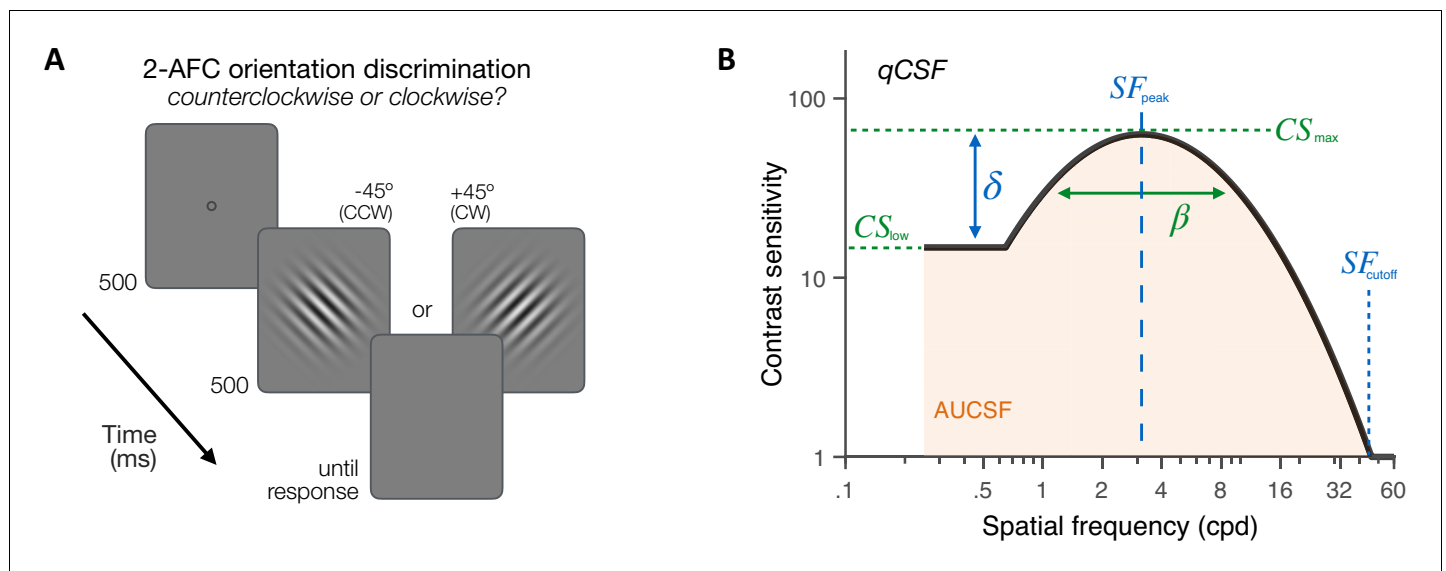 A
2-AFC orientation discrimination
counterclockwise or clockwise?
-45º
(CCW)
+45º
(CW)
500
or
500
Time
(ms)
until
response
B
qCSF
SFpeak
100
CSmax
δ
β
CSlow
SFcutoff
10
Contrast sensitivity
AUCSF
1
.1 .5 1 2 4 8 16 32 60
Spatial frequency (cpd)